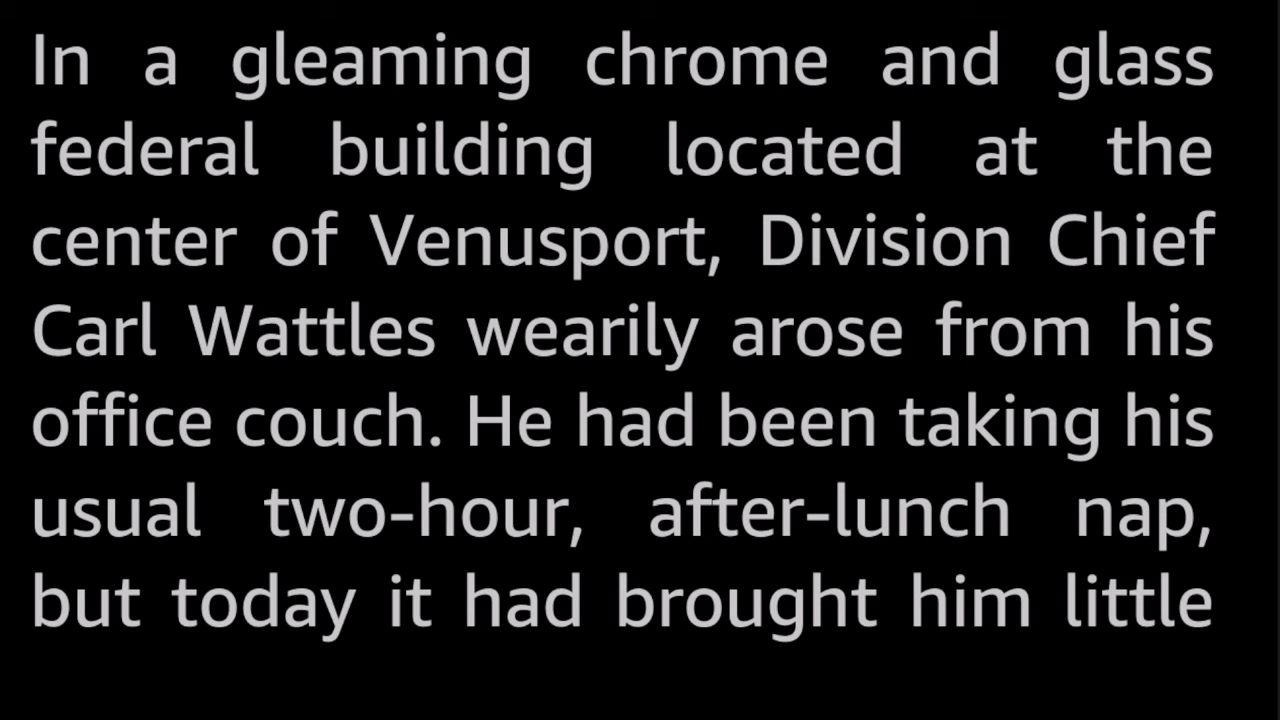 In a gleaming chrome and glass
federal building located at the
center of Venusport, Division Chief
Carl Wattles wearily arose from his
office couch. He had been taking his
usual two-hour, after-lunch nap,
but today it had brought him little